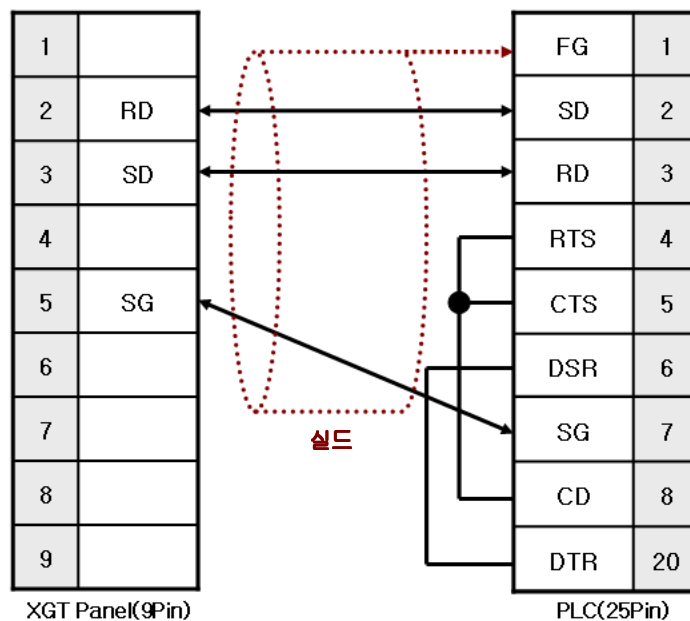 1 FG 1
2 RD SD 2
3 SD RD 3
4 RTS 4
5 SG CTS 5
6 DSR 6
7 SG 7
실드
8 CD 8
9 DTR 20
XGT Panel(9Pin) PLC(25Pin)